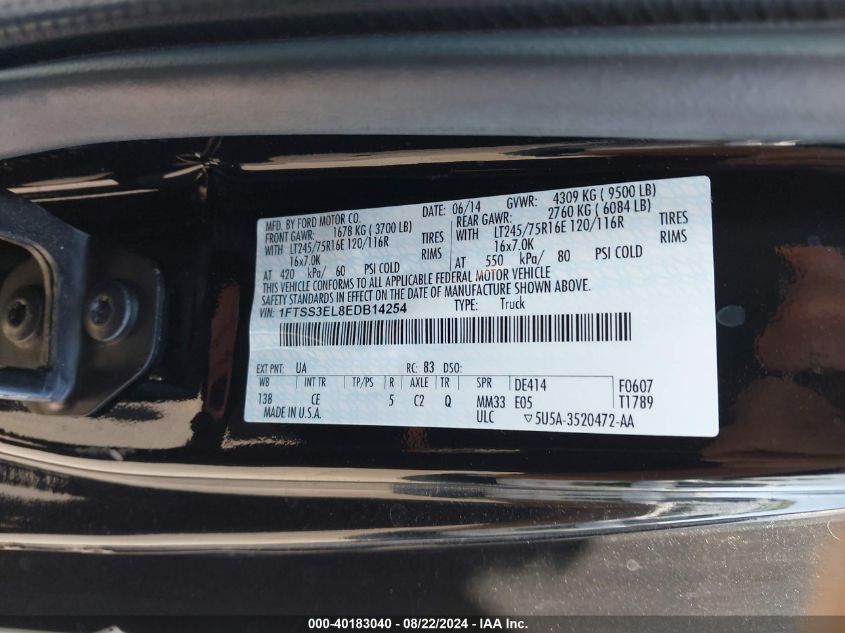 MFD. BY FORD MOTOR CO. DATE 06/14 GVWR: 4309 KG ( 9500 LB)
FRONT GAWR: 1678 KG ( 3700 LB) REAR GAWR: 2760 KG ( 6084 LB)
WITH LT245/75R16E 120/116R TIRES WITH LT245/75R16E 120/116R TIRES
16x7.0K RIMS 16x7.0K RIMS
AT 420 kPa/ 60 PSI COLD AT 550 kPa/ 80 PSI COLD
THIS VEHICLE CONFORMS TO ALL APPLICABLE FEDERAL MOTOR VEHICLE
SAFETY STANDARDS IN EFFECT ON THE DATE OF MANUFACTURE SHOWN ABOVE.
VIN: 1FTSS3EL8EDB14254 TYPE: Truck
EXT PNT: UA RC: 83 DSO:
WB INT TR TP/PS R AXLE TR SPR DE414 F0607
138 CE 5 C2 Q MM33 E05 T1789
MADE IN U.S.A. ULC ▽5U5A-3520472-AA
000-40183040 - 08/22/2024 - IAA Inc.